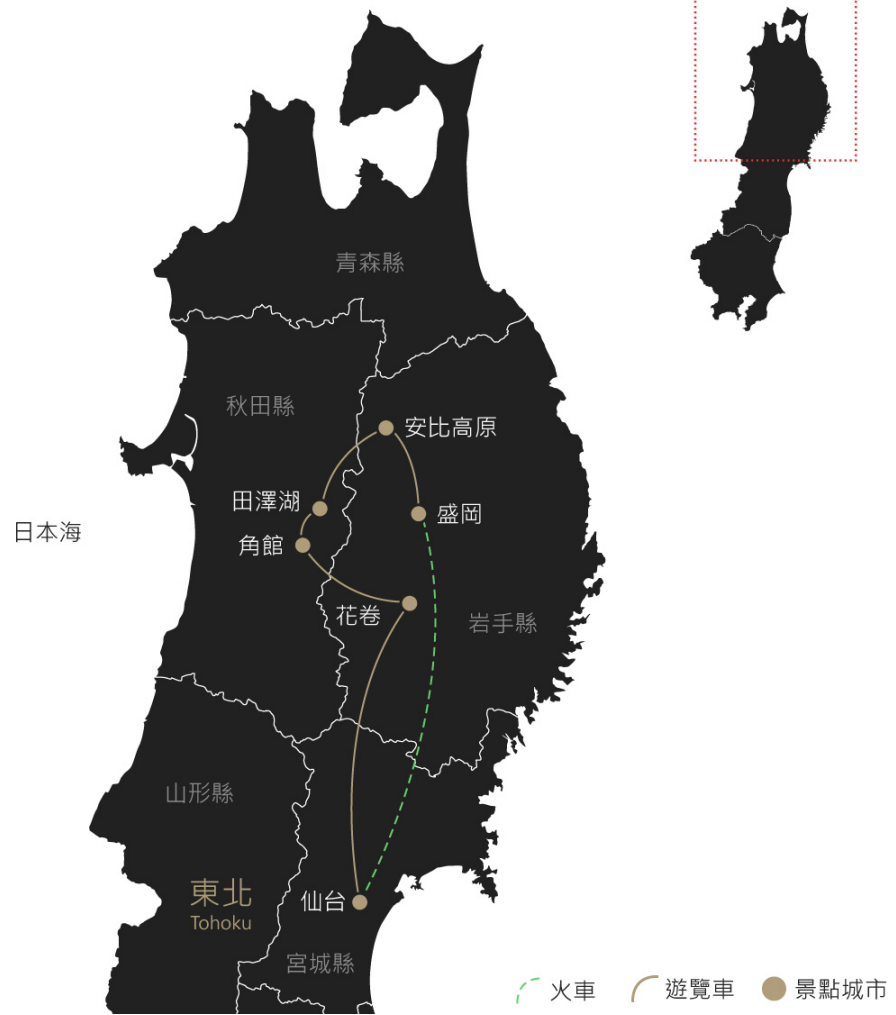 青森縣
秋田縣
安比高原
田澤湖
盛岡
日本海
角館
花卷
岩手縣
山形縣
東北
Tohoku
仙台
宮城縣
火車
遊覽車
景點城市